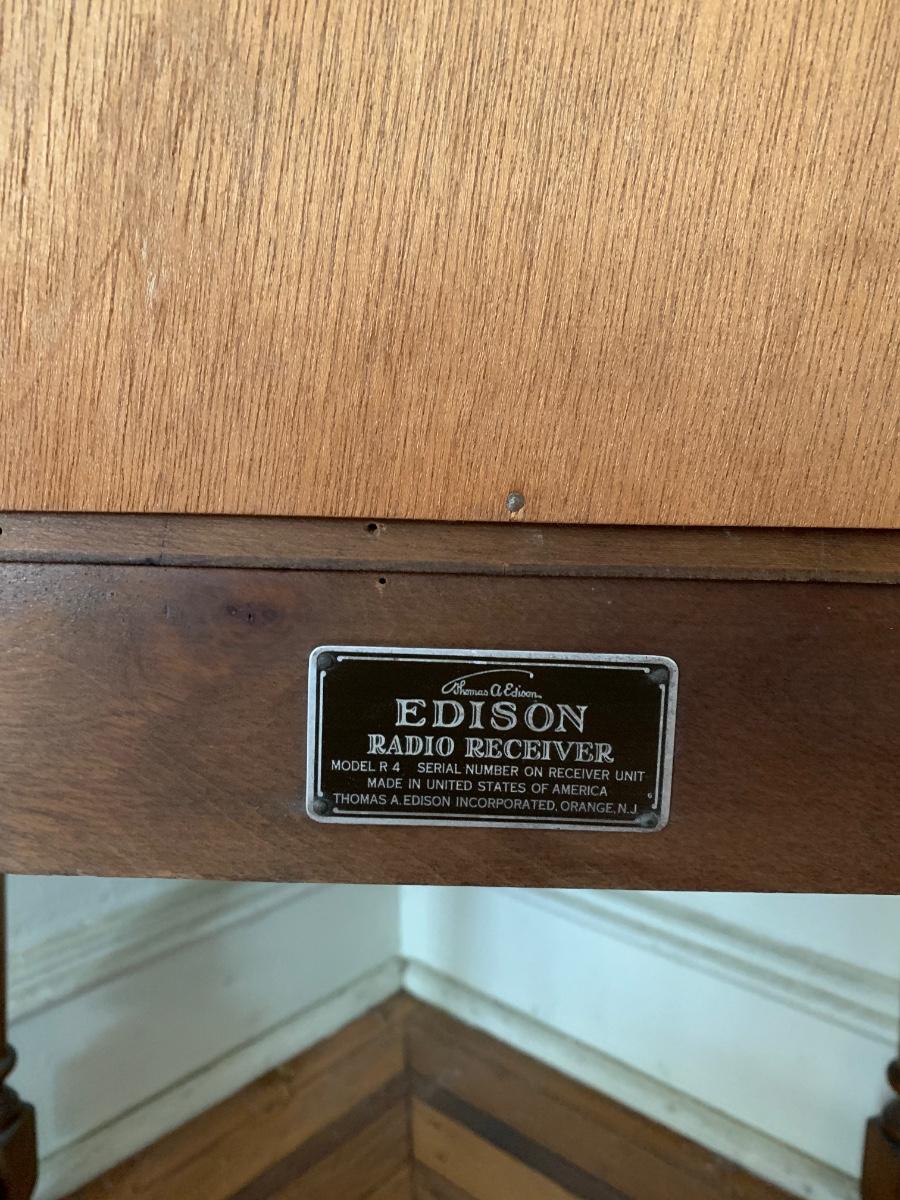 Thomas A Edison
EDISON
RADIO RECEIVER
MODEL R 4 SERIAL NUMBER ON RECEIVER UNIT
MADE IN UNITED STATES OF AMERICA
THOMAS A. EDISON INCORPORATED, ORANGE, N.J.